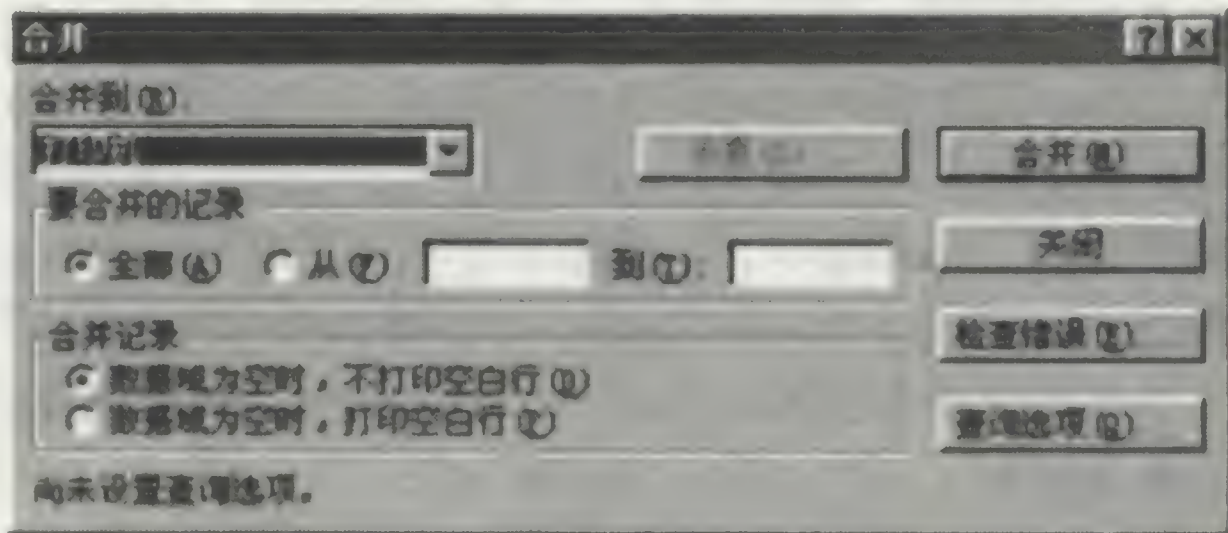 合并
合并到(R)
合并(M)
要合并的记录
全部(A) 从(F) 到(T):
关闭
合并记录
检查错误(E)
数据域为空时，不打印空白行(D)
数据域为空时，打印空白行(P)
查询选项(Q)
尚未设置查询选项。